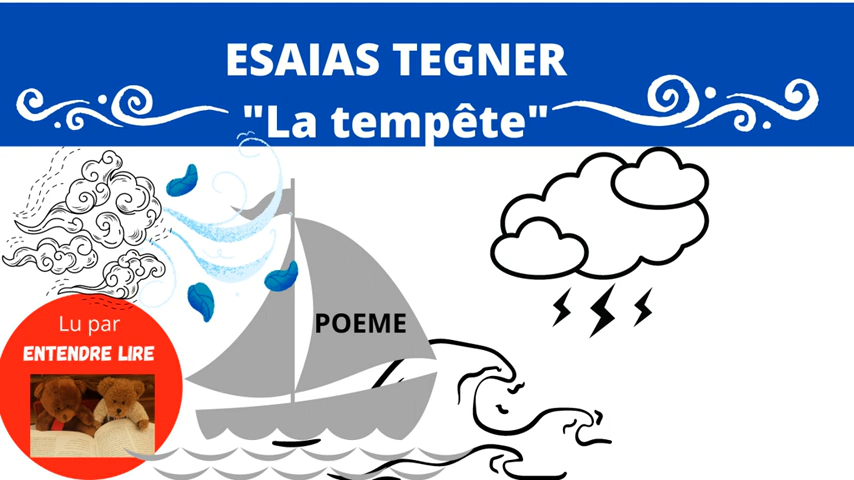 ESAIAS TEGNER
"La tempête"
POEME
Lu par
ENTENDRE LIRE